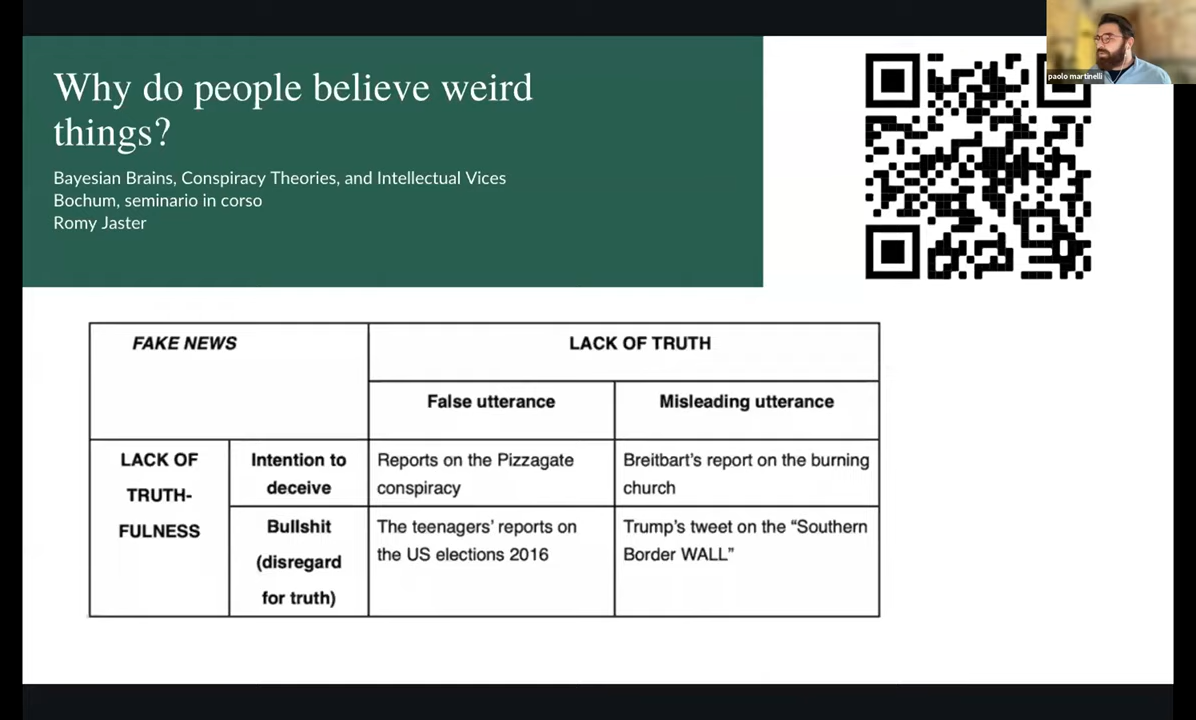 paolo martinelli
Why do people believe weird
things?
Bayesian Brains, Conspiracy Theories, and Intellectual Vices
Bochum, seminario in corso
Romy Jaster
FAKE NEWS
LACK OF TRUTH
False utterance
Misleading utterance
LACK OF
TRUTH-
FULNESS
Intention to
deceive
Reports on the Pizzagate
conspiracy
Breitbart’s report on the burning
church
Bullshit
(disregard
for truth)
The teenagers’ reports on
the US elections 2016
Trump’s tweet on the “Southern
Border WALL”